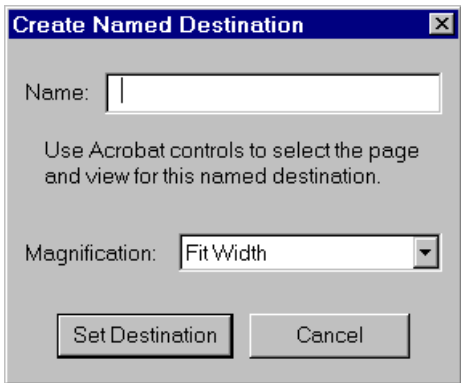 Create Named Destination
Name:
Use Acrobat controls to select the page
and view for this named destination.
Magnification: Fit Width
Set Destination Cancel